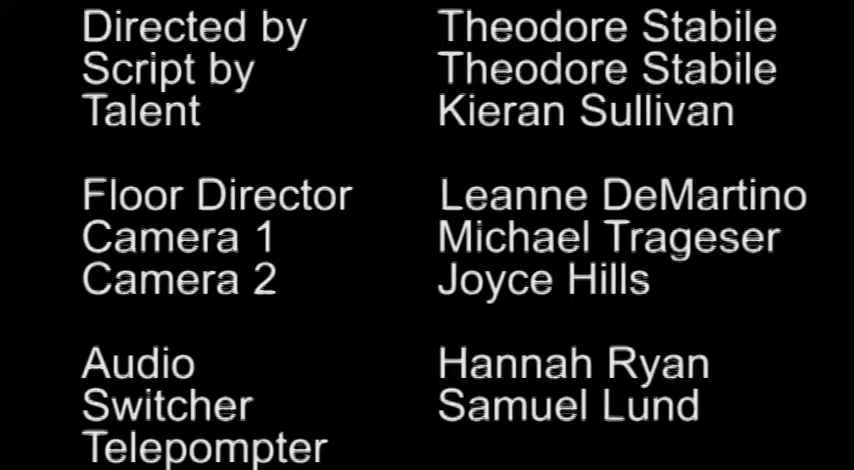 Directed by Theodore Stabile
Script by Theodore Stabile
Talent Kieran Sullivan
Floor Director Leanne DeMartino
Camera 1 Michael Trageser
Camera 2 Joyce Hills
Audio Hannah Ryan
Switcher Samuel Lund
Telepompter